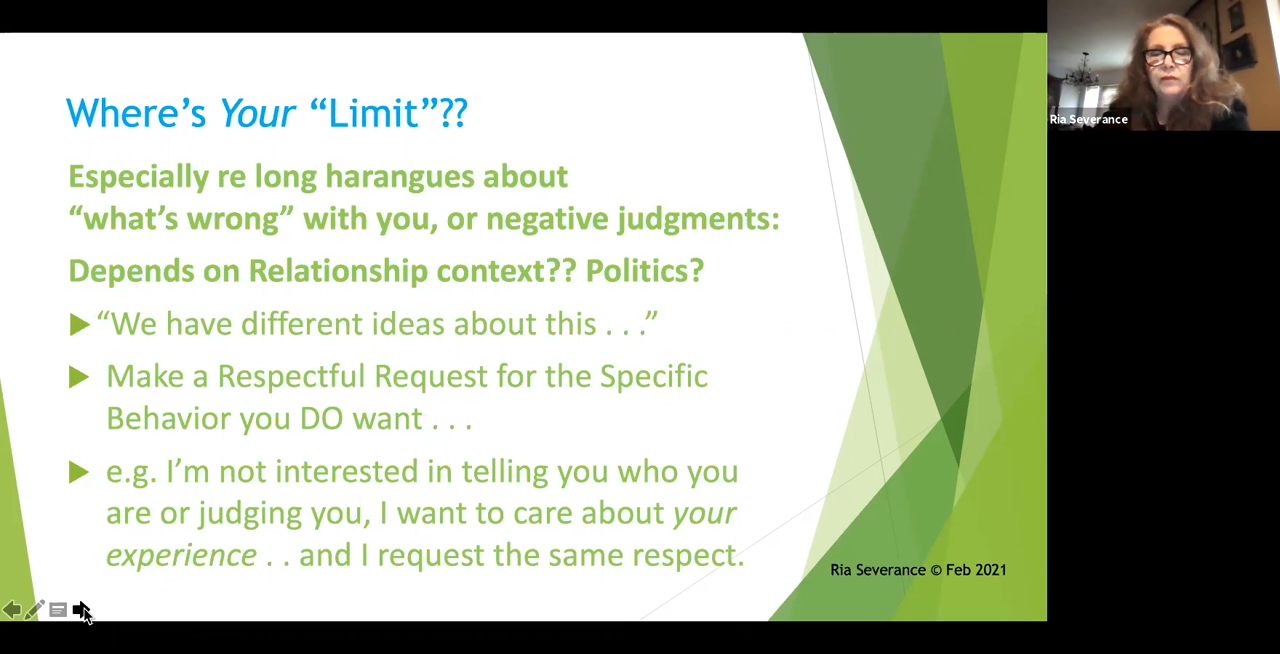 Where's Your “Limit”??
Especially re long harangues about
“what's wrong” with you, or negative judgments:
Depends on Relationship context?? Politics?
“We have different ideas about this . . .”
Make a Respectful Request for the Specific
Behavior you DO want . . .
e.g. I'm not interested in telling you who you
are or judging you, I want to care about your
experience . . and I request the same respect.
Ria Severance © Feb 2021
Ria Severance